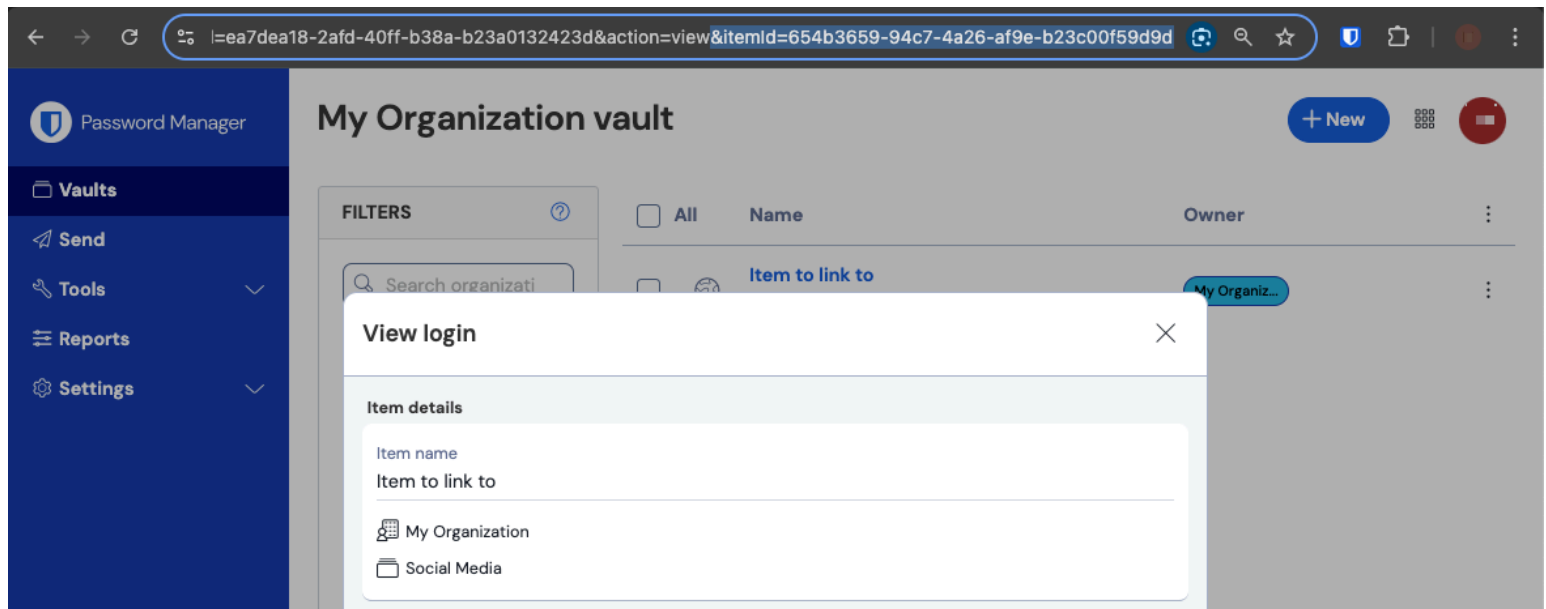 l=ea7dea18-2afd-40ff-b38a-b23a0132423d&action=view&itemId=654b3659-94c7-4a26-af9e-b23c00f59d9d
Password Manager
My Organization vault
New
Vaults
FILTERS
All
Name
Owner
Send
Item to link to
Tools
Search organizati
My Organiz...
View login
Reports
Settings
Item details
Item name
Item to link to
My Organization
Social Media